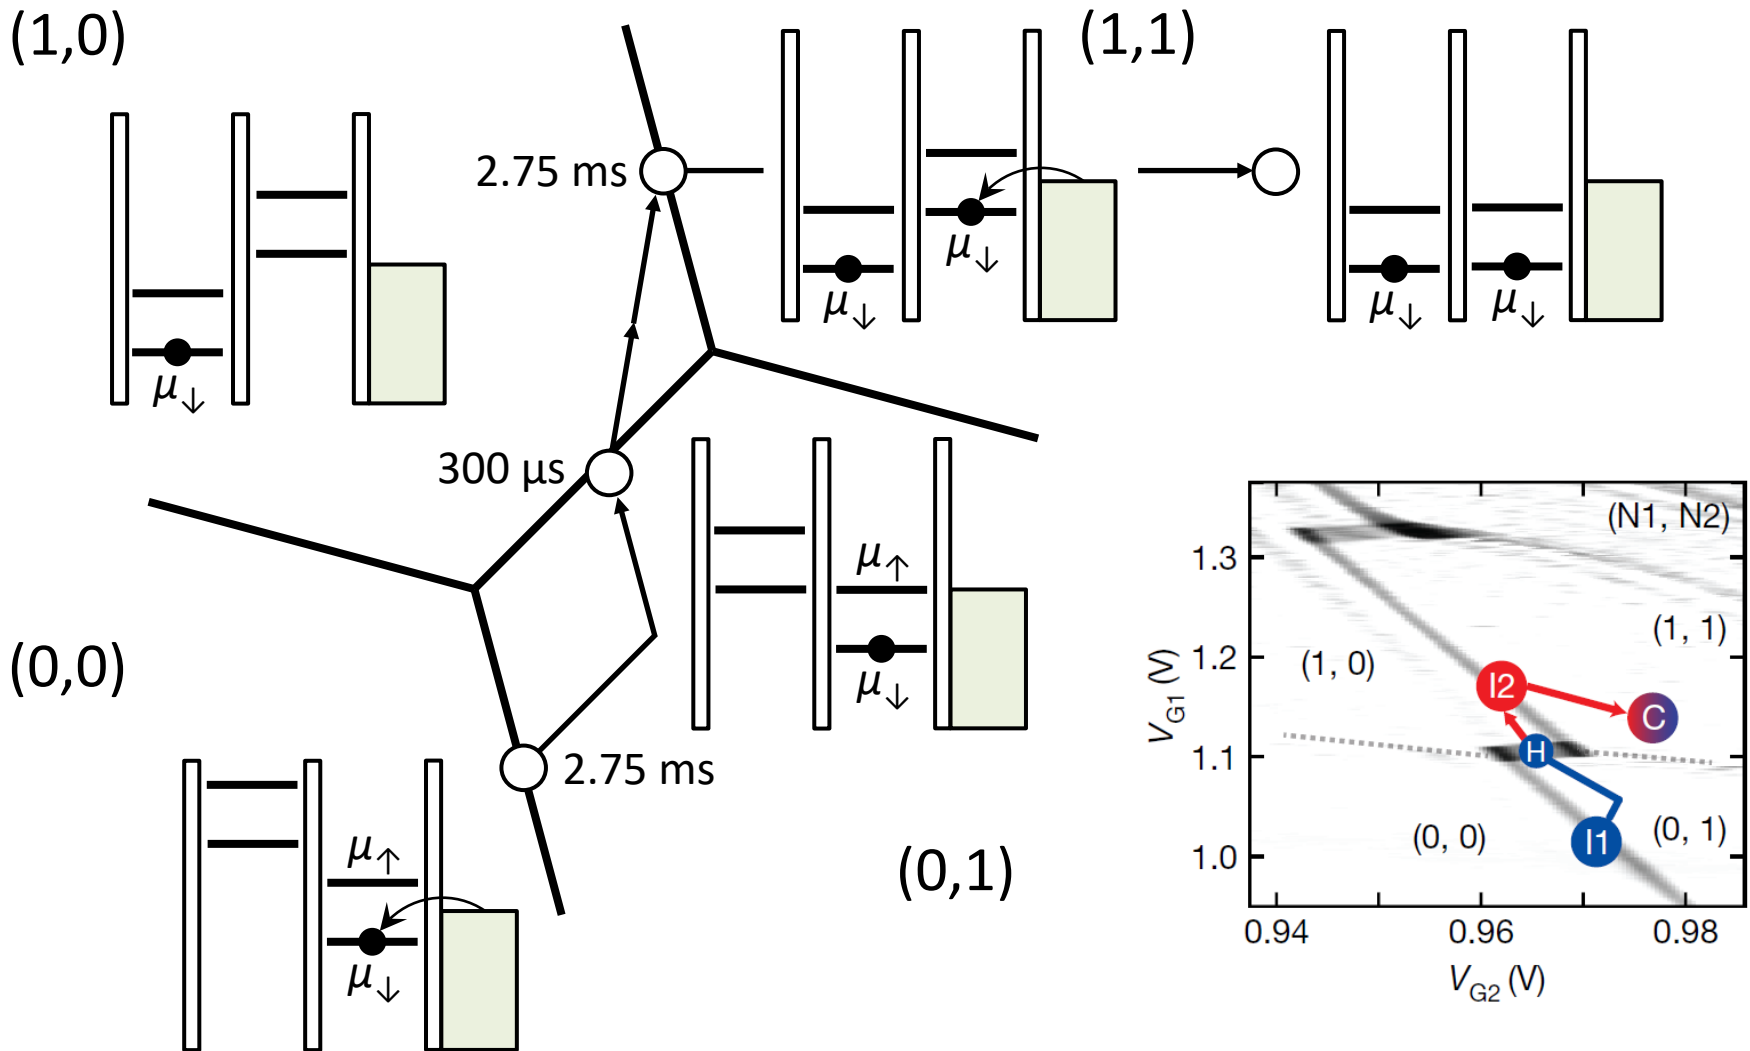 (1,0)
(1,1)
2.75 ms
μ↓
μ↓
μ↓
μ↓
μ↓
300 μs
μ↑
μ↓
(0,0)
2.75 ms
μ↑
μ↓
(0,1)
(N1, N2)
1.3
(1, 1)
(1, 0)
1.2
I2
C
VG1 (V)
H
1.1
(0, 0)
I1
(0, 1)
1.0
0.94
0.96
0.98
VG2 (V)